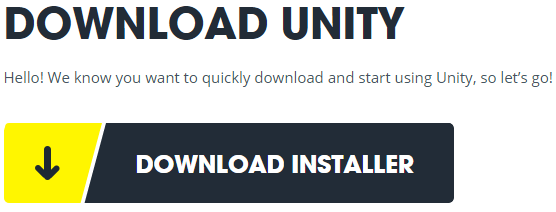 DOWNLOAD UNITY
Hello! We know you want to quickly download and start using Unity, so let’s go!
DOWNLOAD INSTALLER